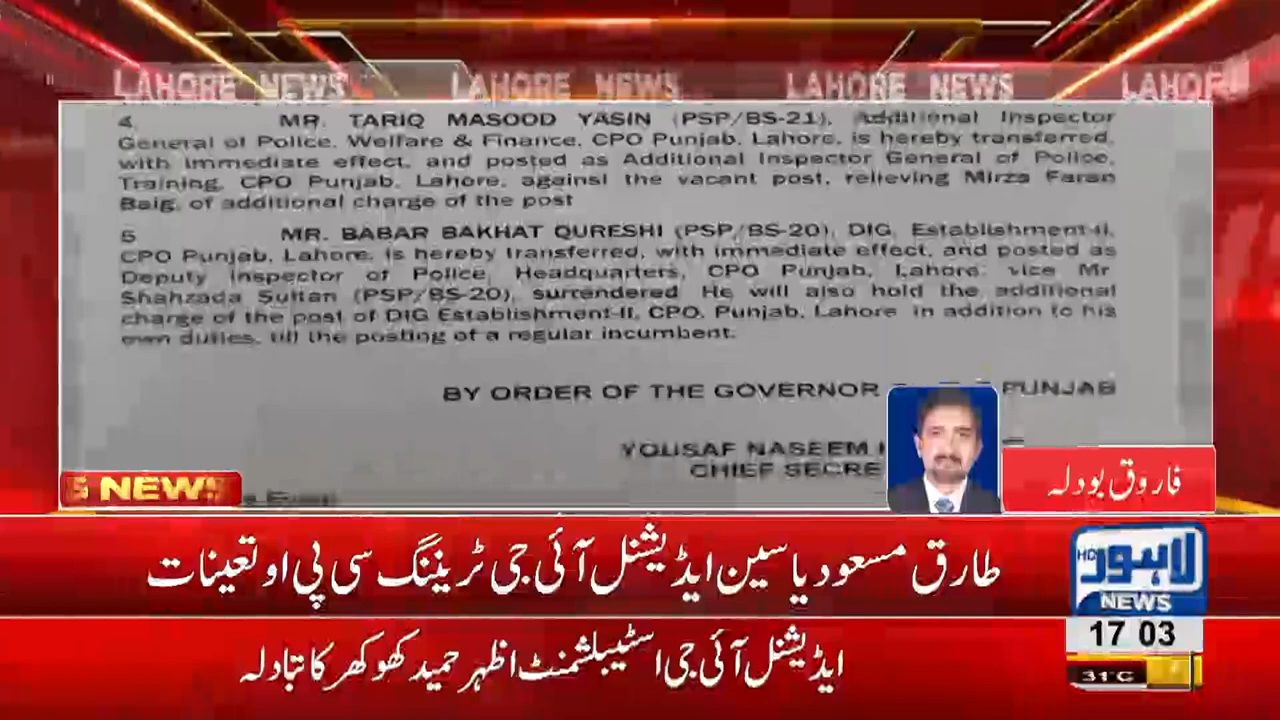 LAHORE NEWS LAHORE NEWS LAHORE NEWS LAHOR
4 MR. TARIQ MASOOD YASIN (PSP/BS-21), Additional Inspector
General of Police, Welfare & Finance, CPO Punjab, Lahore, is hereby transferred,
with immediate effect, and posted as Additional Inspector General of Police,
Training, CPO Punjab, Lahore, against the vacant post, relieving Mirza Faran
Baig, of additional charge of the post
5 MR. BABAR BAKHAT QURESHI (PSP/BS-20), DIG, Establishment-II,
CPO Punjab, Lahore, is hereby transferred, with immediate effect, and posted as
Deputy Inspector of Police, Headquarters, CPO Punjab, Lahore vice Mr
Shahzada Sultan (PSP/BS-20), surrendered He will also hold the additional
charge of the post of DIG Establishment-II, CPO, Punjab, Lahore in addition to his
own duties, till the posting of a regular incumbent.
BY ORDER OF THE GOVERNOR PUNJAB
YOUSAF NASEEM
CHIEF SECRE
فاروق بودلہ
NEWS
طارق مسعود یاسین ایڈیشنل آئی جی ٹریننگ سی پی او تعینات
ایڈیشنل آئی جی اسٹیبلشمنٹ اظہر حمید کھوکھر کا تبادلہ
HD لاہور
NEWS
17 03
31°C